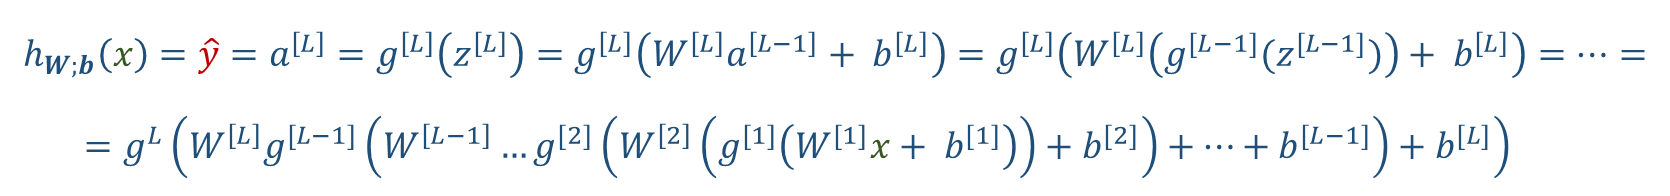 h_{W;b}(x) = ŷ = a^{[L]} = g^{[L]}(z^{[L]}) = g^{[L]}(W^{[L]}a^{[L−1]} + b^{[L]}) = g^{[L]}(W^{[L]}(g^{[L−1]}(z^{[L−1]})) + b^{[L]}) = ⋯ =
= g^{L}(W^{[L]}g^{[L−1]}(W^{[L−1]} … g^{[2]}(W^{[2]}(g^{[1]}(W^{[1]}x + b^{[1]})) + b^{[2]}) + ⋯ + b^{[L−1]}) + b^{[L]})